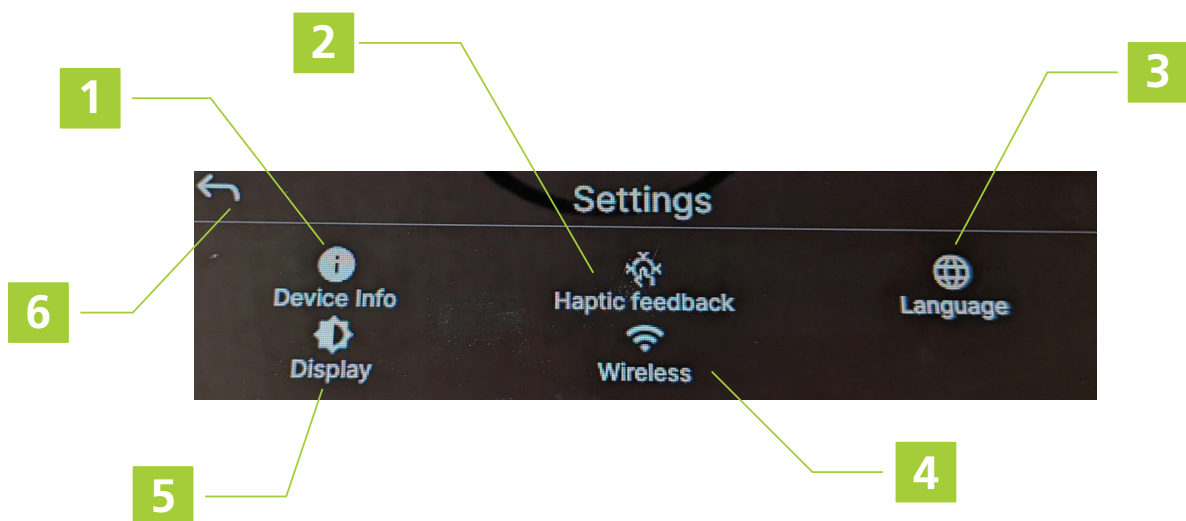 2
3
1
Settings
Device Info
Haptic feedback
Language
6
Display
Wireless
4
5